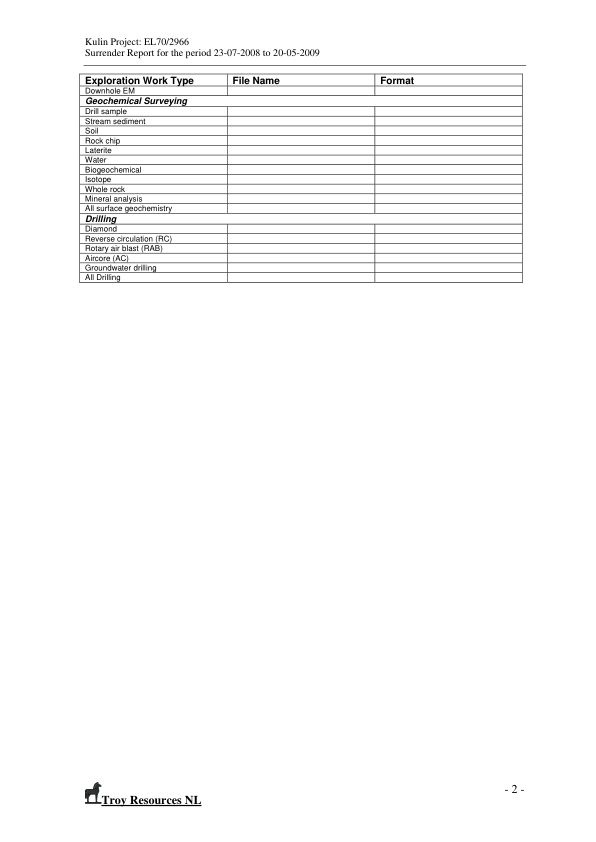 Kulin Project: EL70/2966
Surrender Report for the period 23-07-2008 to 20-05-2009
Exploration Work Type File Name Format
Downhole EM
Geochemical Surveying
Drill sample
Stream sediment
Soil
Rock chip
Laterite
Water
Biogeochemical
Isotope
Whole rock
Mineral analysis
All surface geochemistry
Drilling
Diamond
Reverse circulation (RC)
Rotary air blast (RAB)
Aircore (AC)
Groundwater drilling
All Drilling
Troy Resources NL
- 2 -